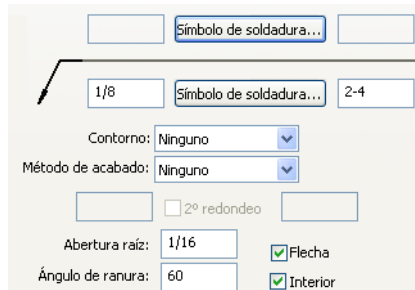 Símbolo de soldadura...
1/8 Símbolo de soldadura... 2-4
Contorno: Ninguno
Método de acabado: Ninguno
2º redondeo
Abertura raíz: 1/16 Flecha
Ángulo de ranura: 60 Interior